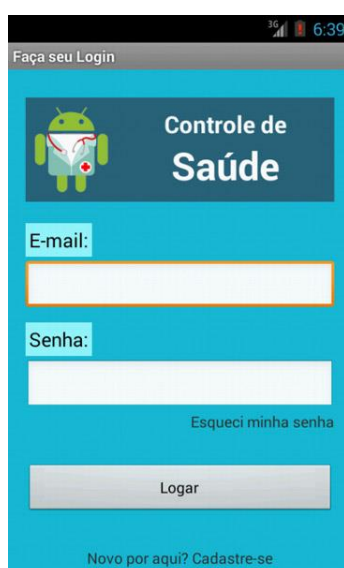 3G 6:39
Faça seu Login
Controle de
Saúde
E-mail:
Senha:
Esqueci minha senha
Logar
Novo por aqui? Cadastre-se